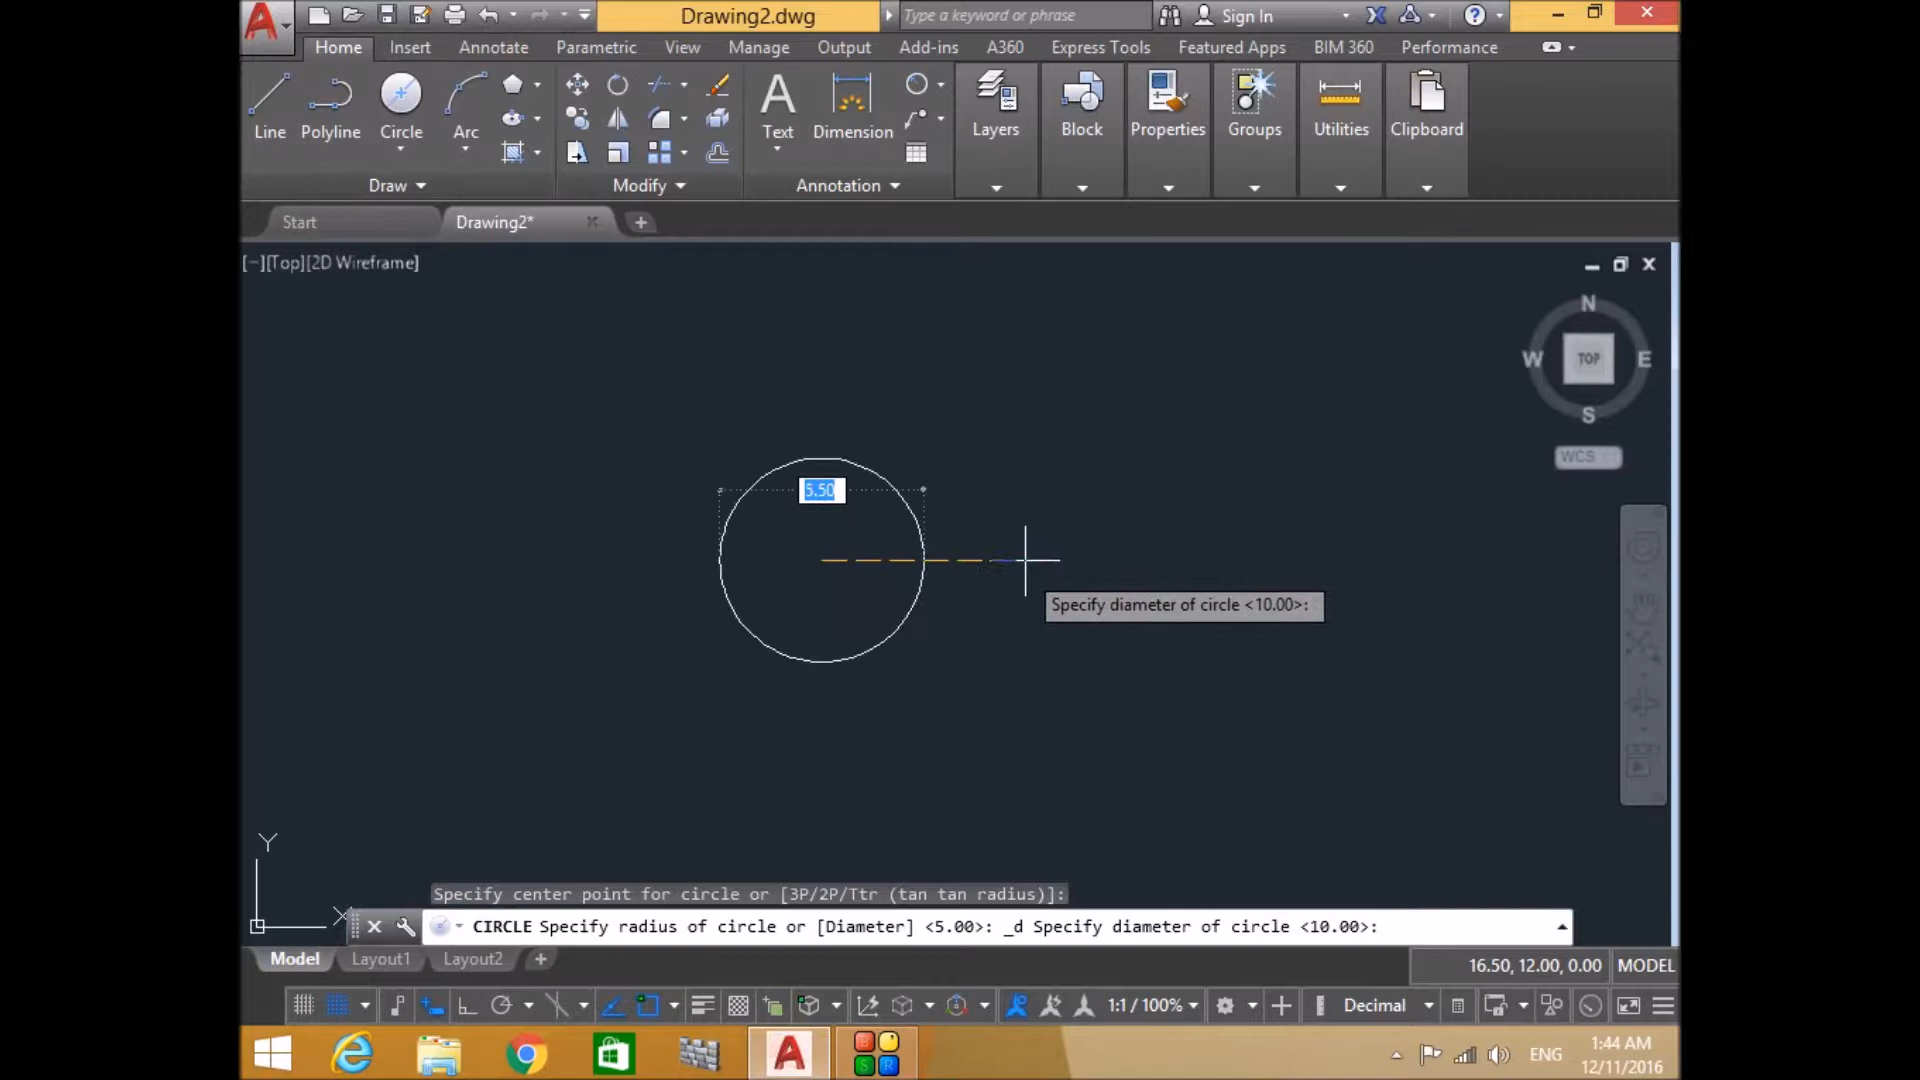 Drawing2.dwg
Type a keyword or phrase
Sign In
Home Insert Annotate Parametric View Manage Output Add-ins A360 Express Tools Featured Apps BIM 360 Performance
Line Polyline Circle Arc
A
Text Dimension Layers Block Properties Groups Utilities Clipboard
Draw Modify Annotation
Start Drawing2*
[−][Top][2D Wireframe]
N
W TOP E
S
WCS
5.50
Specify diameter of circle <10.00>:
Y
X
Specify center point for circle or [3P/2P/Ttr (tan tan radius)]:
CIRCLE Specify radius of circle or [Diameter] <5.00>: _d Specify diameter of circle <10.00>:
Model Layout1 Layout2
16.50, 12.00, 0.00 MODEL
1:1 / 100% Decimal
ENG
1:44 AM
12/11/2016